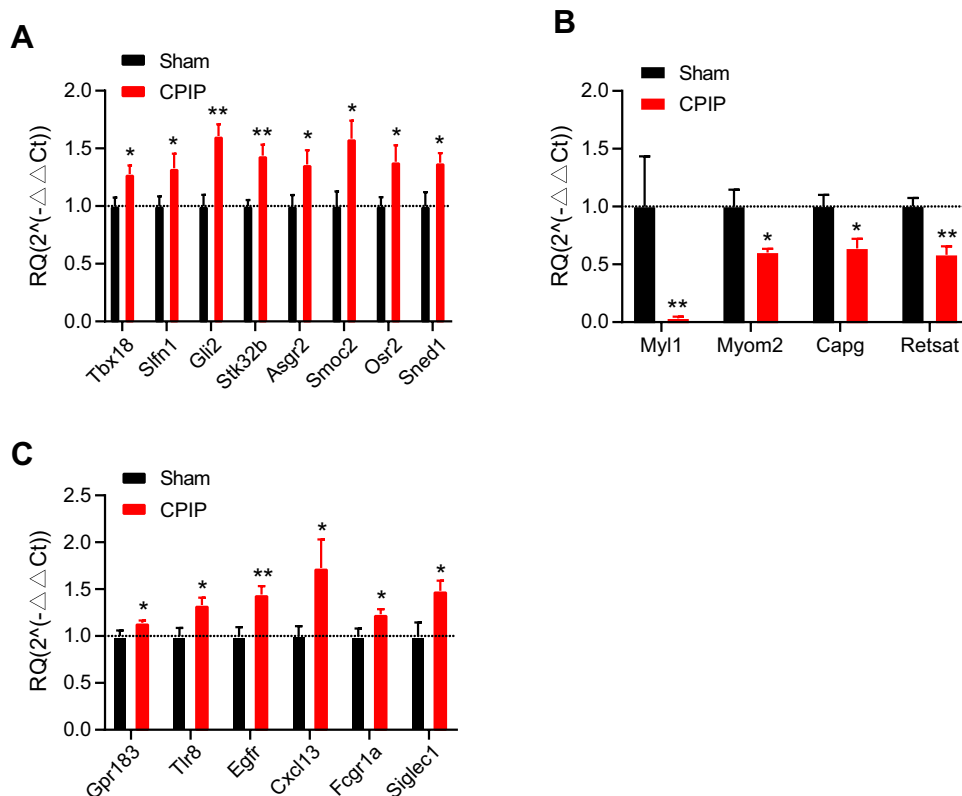 A
Sham
CPIP
RQ(2^(-△△Ct))
2.0
1.5
1.0
0.5
0.0
* * ** ** * * * *
Tbx18 Slfn1 Gli2 Stk32b Asgr2 Smoc2 Osr2 Sned1
B
Sham
CPIP
RQ(2^(-△△Ct))
2.0
1.5
1.0
0.5
0.0
** * * **
Myl1 Myom2 Capg Retsat
C
Sham
CPIP
RQ(2^(-△△Ct))
2.5
2.0
1.5
1.0
0.5
0.0
* * ** * * *
Gpr183 Tlr8 Egfr Cxcl13 Fcgr1a Siglec1